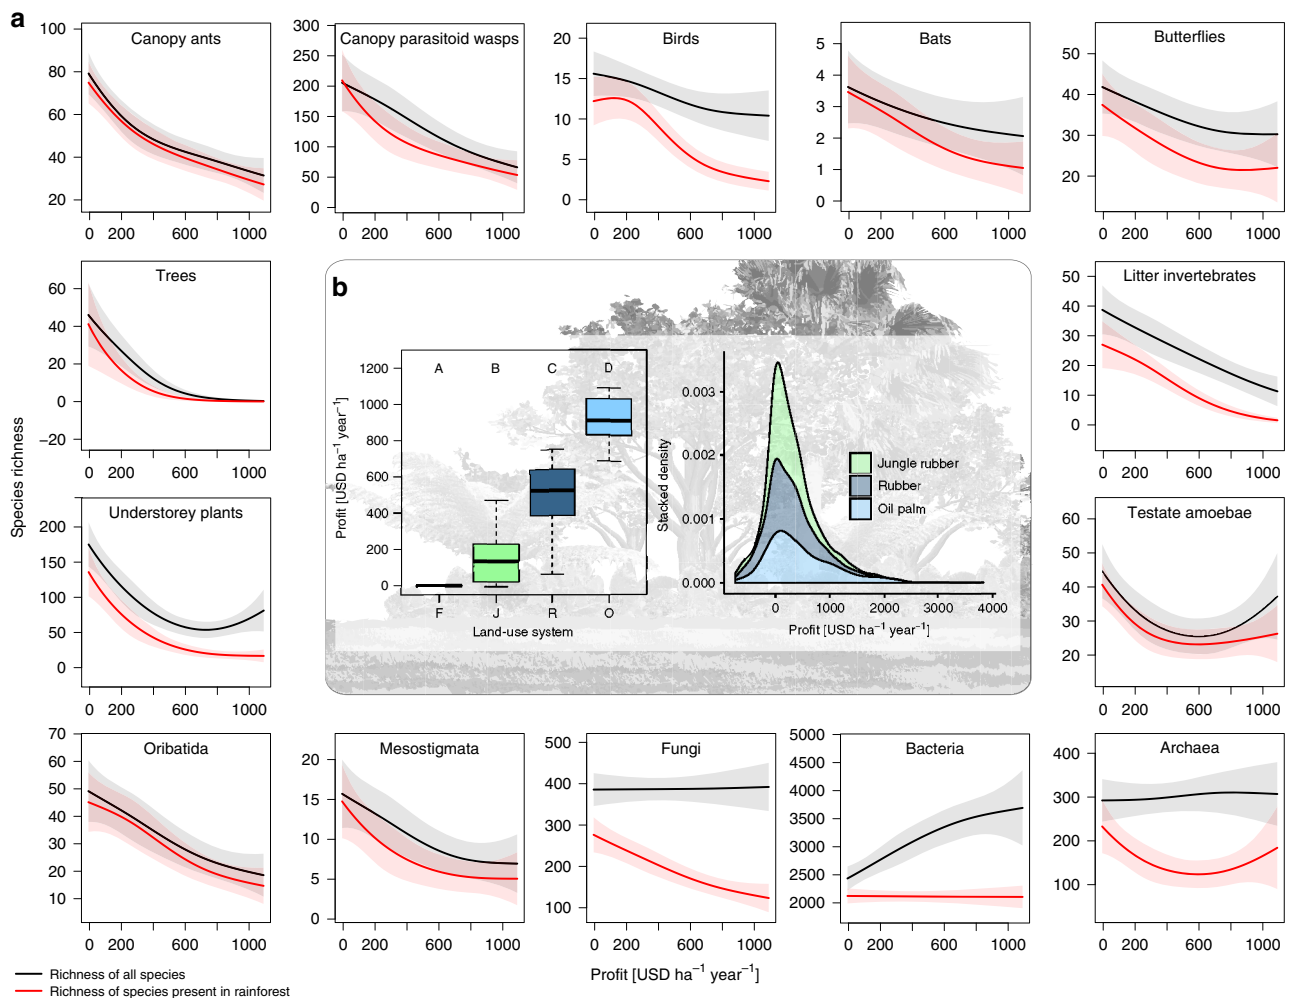 a
Canopy ants
100
80
60
40
20
0 200 600 1000
Canopy parasitoid wasps
300
250
200
150
100
50
0
0 200 600 1000
Birds
20
15
10
5
0
0 200 600 1000
Bats
5
4
3
2
1
0
0 200 600 1000
Butterflies
50
40
30
20
0 200 600 1000
Trees
60
40
20
0
−20
0 200 600 1000
b
1200
1000
800
600
400
200
0
A B C D
F J R O
Profit [USD ha−1 year−1]
Land-use system
Stacked density
0.003
0.002
0.001
0.000
Jungle rubber
Rubber
Oil palm
0 1000 2000 3000 4000
Profit [USD ha−1 year−1]
Litter invertebrates
50
40
30
20
10
0
0 200 600 1000
Species richness
Understorey plants
200
150
100
50
0
0 200 600 1000
Testate amoebae
60
50
40
30
20
0 200 600 1000
Oribatida
70
60
50
40
30
20
10
0 200 600 1000
Mesostigmata
20
15
10
5
0
0 200 600 1000
Fungi
500
400
300
200
100
0 200 600 1000
Bacteria
5000
4500
4000
3500
3000
2500
2000
0 200 600 1000
Archaea
400
300
200
100
0 200 600 1000
Profit [USD ha−1 year−1]
Richness of all species
Richness of species present in rainforest